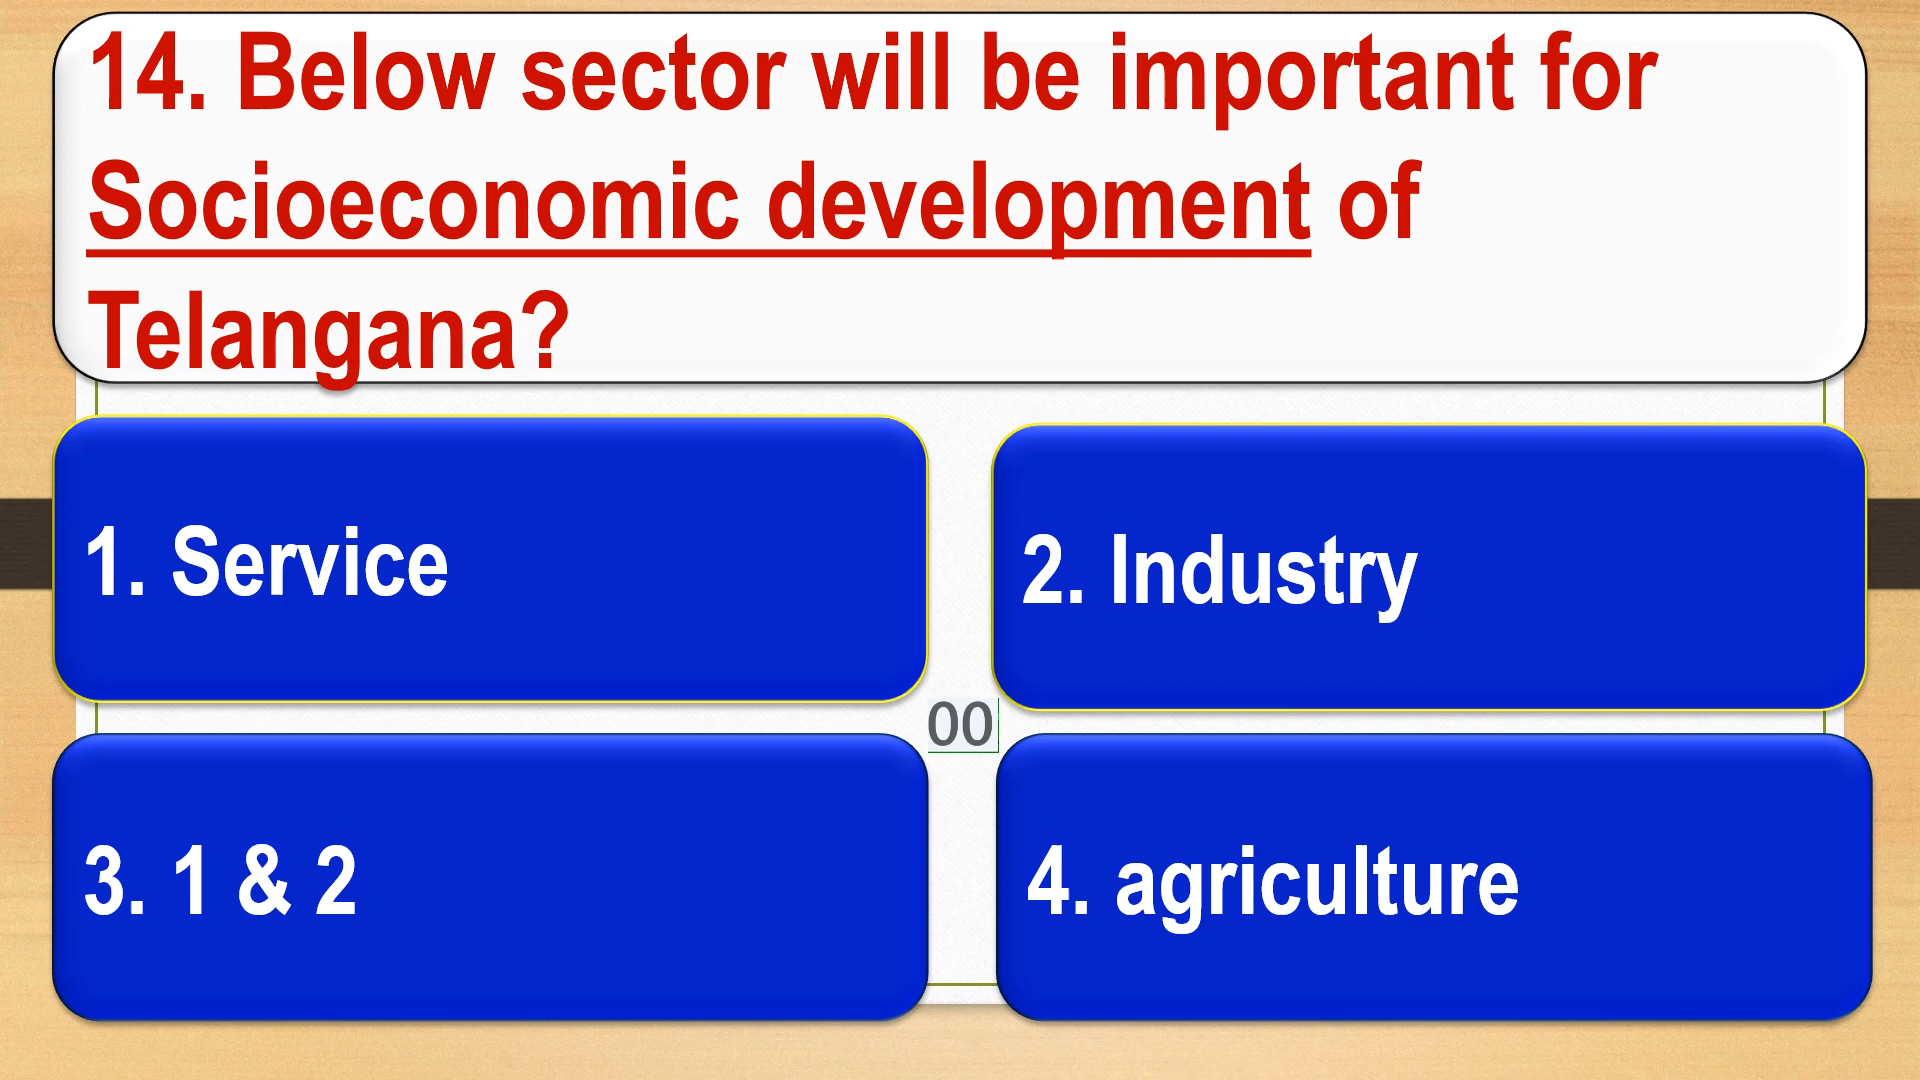 14. Below sector will be important for
Socioeconomic development of
Telangana?
1. Service
2. Industry
00
3. 1 & 2
4. agriculture